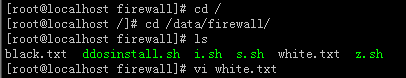 [root@localhost firewall]# cd /
[root@localhost /]# cd /data/firewall/
[root@localhost firewall]# ls
black.txt  ddosinstall.sh  i.sh  s.sh  white.txt  z.sh
[root@localhost firewall]# vi white.txt